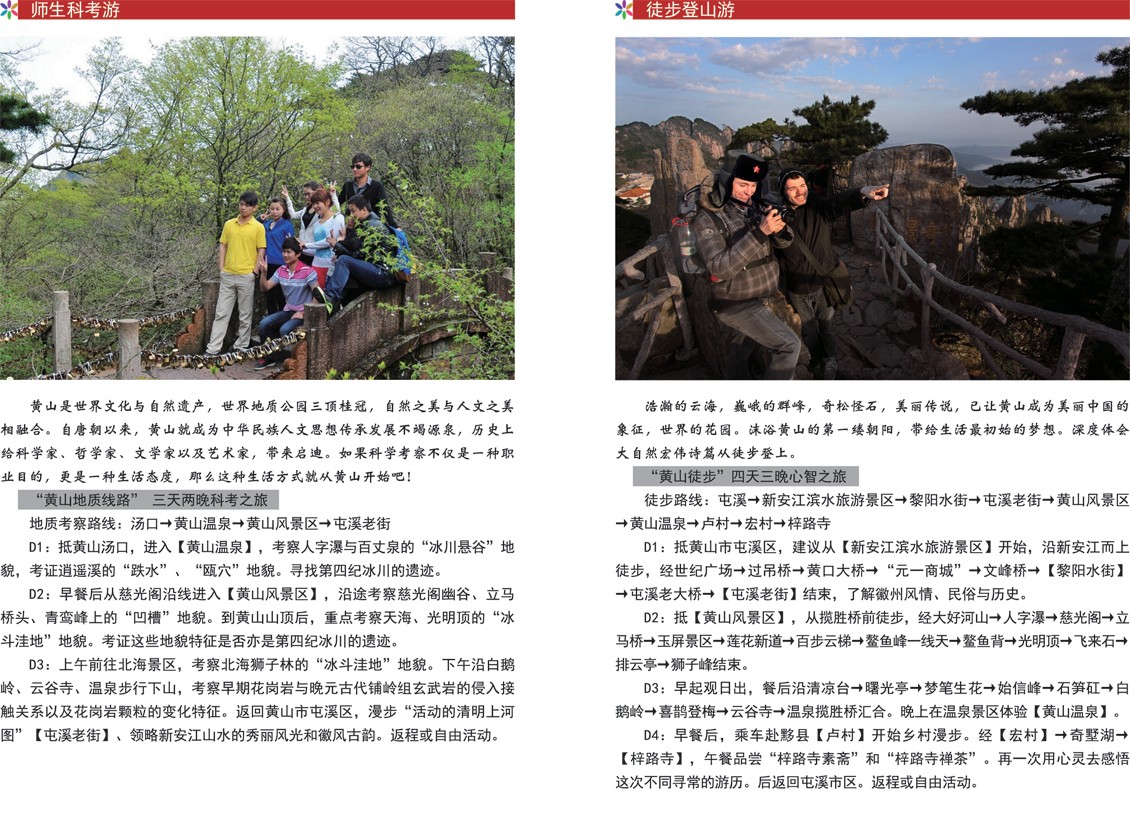 师生科考游
黄山是世界文化与自然遗产，世界地质公园三顶桂冠，自然之美与人文之美
相融合。自唐朝以来，黄山就成为中华民族人文思想传承发展不竭源泉，历史上
给科学家、哲学家、文学家以及艺术家，带来启迪。如果科学考察不仅是一种职
业目的，更是一种生活态度，那么这种生活方式就从黄山开始吧！
“黄山地质线路” 三天两晚科考之旅
地质考察路线：汤口→黄山温泉→黄山风景区→屯溪老街
D1：抵黄山汤口，进入【黄山温泉】，考察人字瀑与百丈泉的“冰川悬谷”地
貌，考证逍遥溪的“跌水”、“瓯穴”地貌。寻找第四纪冰川的遗迹。
D2：早餐后从慈光阁沿线进入【黄山风景区】，沿途考察慈光阁幽谷、立马
桥头、青鸾峰上的“凹槽”地貌。到黄山山顶后，重点考察天海、光明顶的“冰
斗洼地”地貌。考证这些地貌特征是否亦是第四纪冰川的遗迹。
D3：上午前往北海景区，考察北海狮子林的“冰斗洼地”地貌。下午沿白鹅
岭、云谷寺、温泉步行下山，考察早期花岗岩与晚元古代铺岭组玄武岩的侵入接
触关系以及花岗岩颗粒的变化特征。返回黄山市屯溪区，漫步“活动的清明上河
图”【屯溪老街】、领略新安江山水的秀丽风光和徽风古韵。返程或自由活动。
徒步登山游
浩瀚的云海，巍峨的群峰，奇松怪石，美丽传说，已让黄山成为美丽中国的
象征，世界的花园。沫浴黄山的第一缕朝阳，带给生活最初始的梦想。深度体会
大自然宏伟诗篇从徒步登上。
“黄山徒步”四天三晚心智之旅
徒步路线：屯溪→新安江滨水旅游景区→黎阳水街→屯溪老街→黄山风景区
→黄山温泉→卢村→宏村→梓路寺
D1：抵黄山市屯溪区，建议从【新安江滨水旅游景区】开始，沿新安江而上
徒步，经世纪广场→过吊桥→黄口大桥→“元一商城”→文峰桥→【黎阳水街】
→屯溪老大桥→【屯溪老街】结束，了解徽州风情、民俗与历史。
D2：抵【黄山风景区】，从揽胜桥前徒步，经大好河山→人字瀑→慈光阁→立
马桥→玉屏景区→莲花新道→百步云梯→鳌鱼峰一线天→鳌鱼背→光明顶→飞来石→
排云亭→狮子峰结束。
D3：早起观日出，餐后沿清凉台→曙光亭→梦笔生花→始信峰→石笋矼→白
鹅岭→喜鹊登梅→云谷寺→温泉揽胜桥汇合。晚上在温泉景区体验【黄山温泉】。
D4：早餐后，乘车赴黟县【卢村】开始乡村漫步。经【宏村】→奇墅湖→
【梓路寺】，午餐品尝“梓路寺素斋”和“梓路寺禅茶”。再一次用心灵去感悟
这次不同寻常的游历。后返回屯溪市区。返程或自由活动。